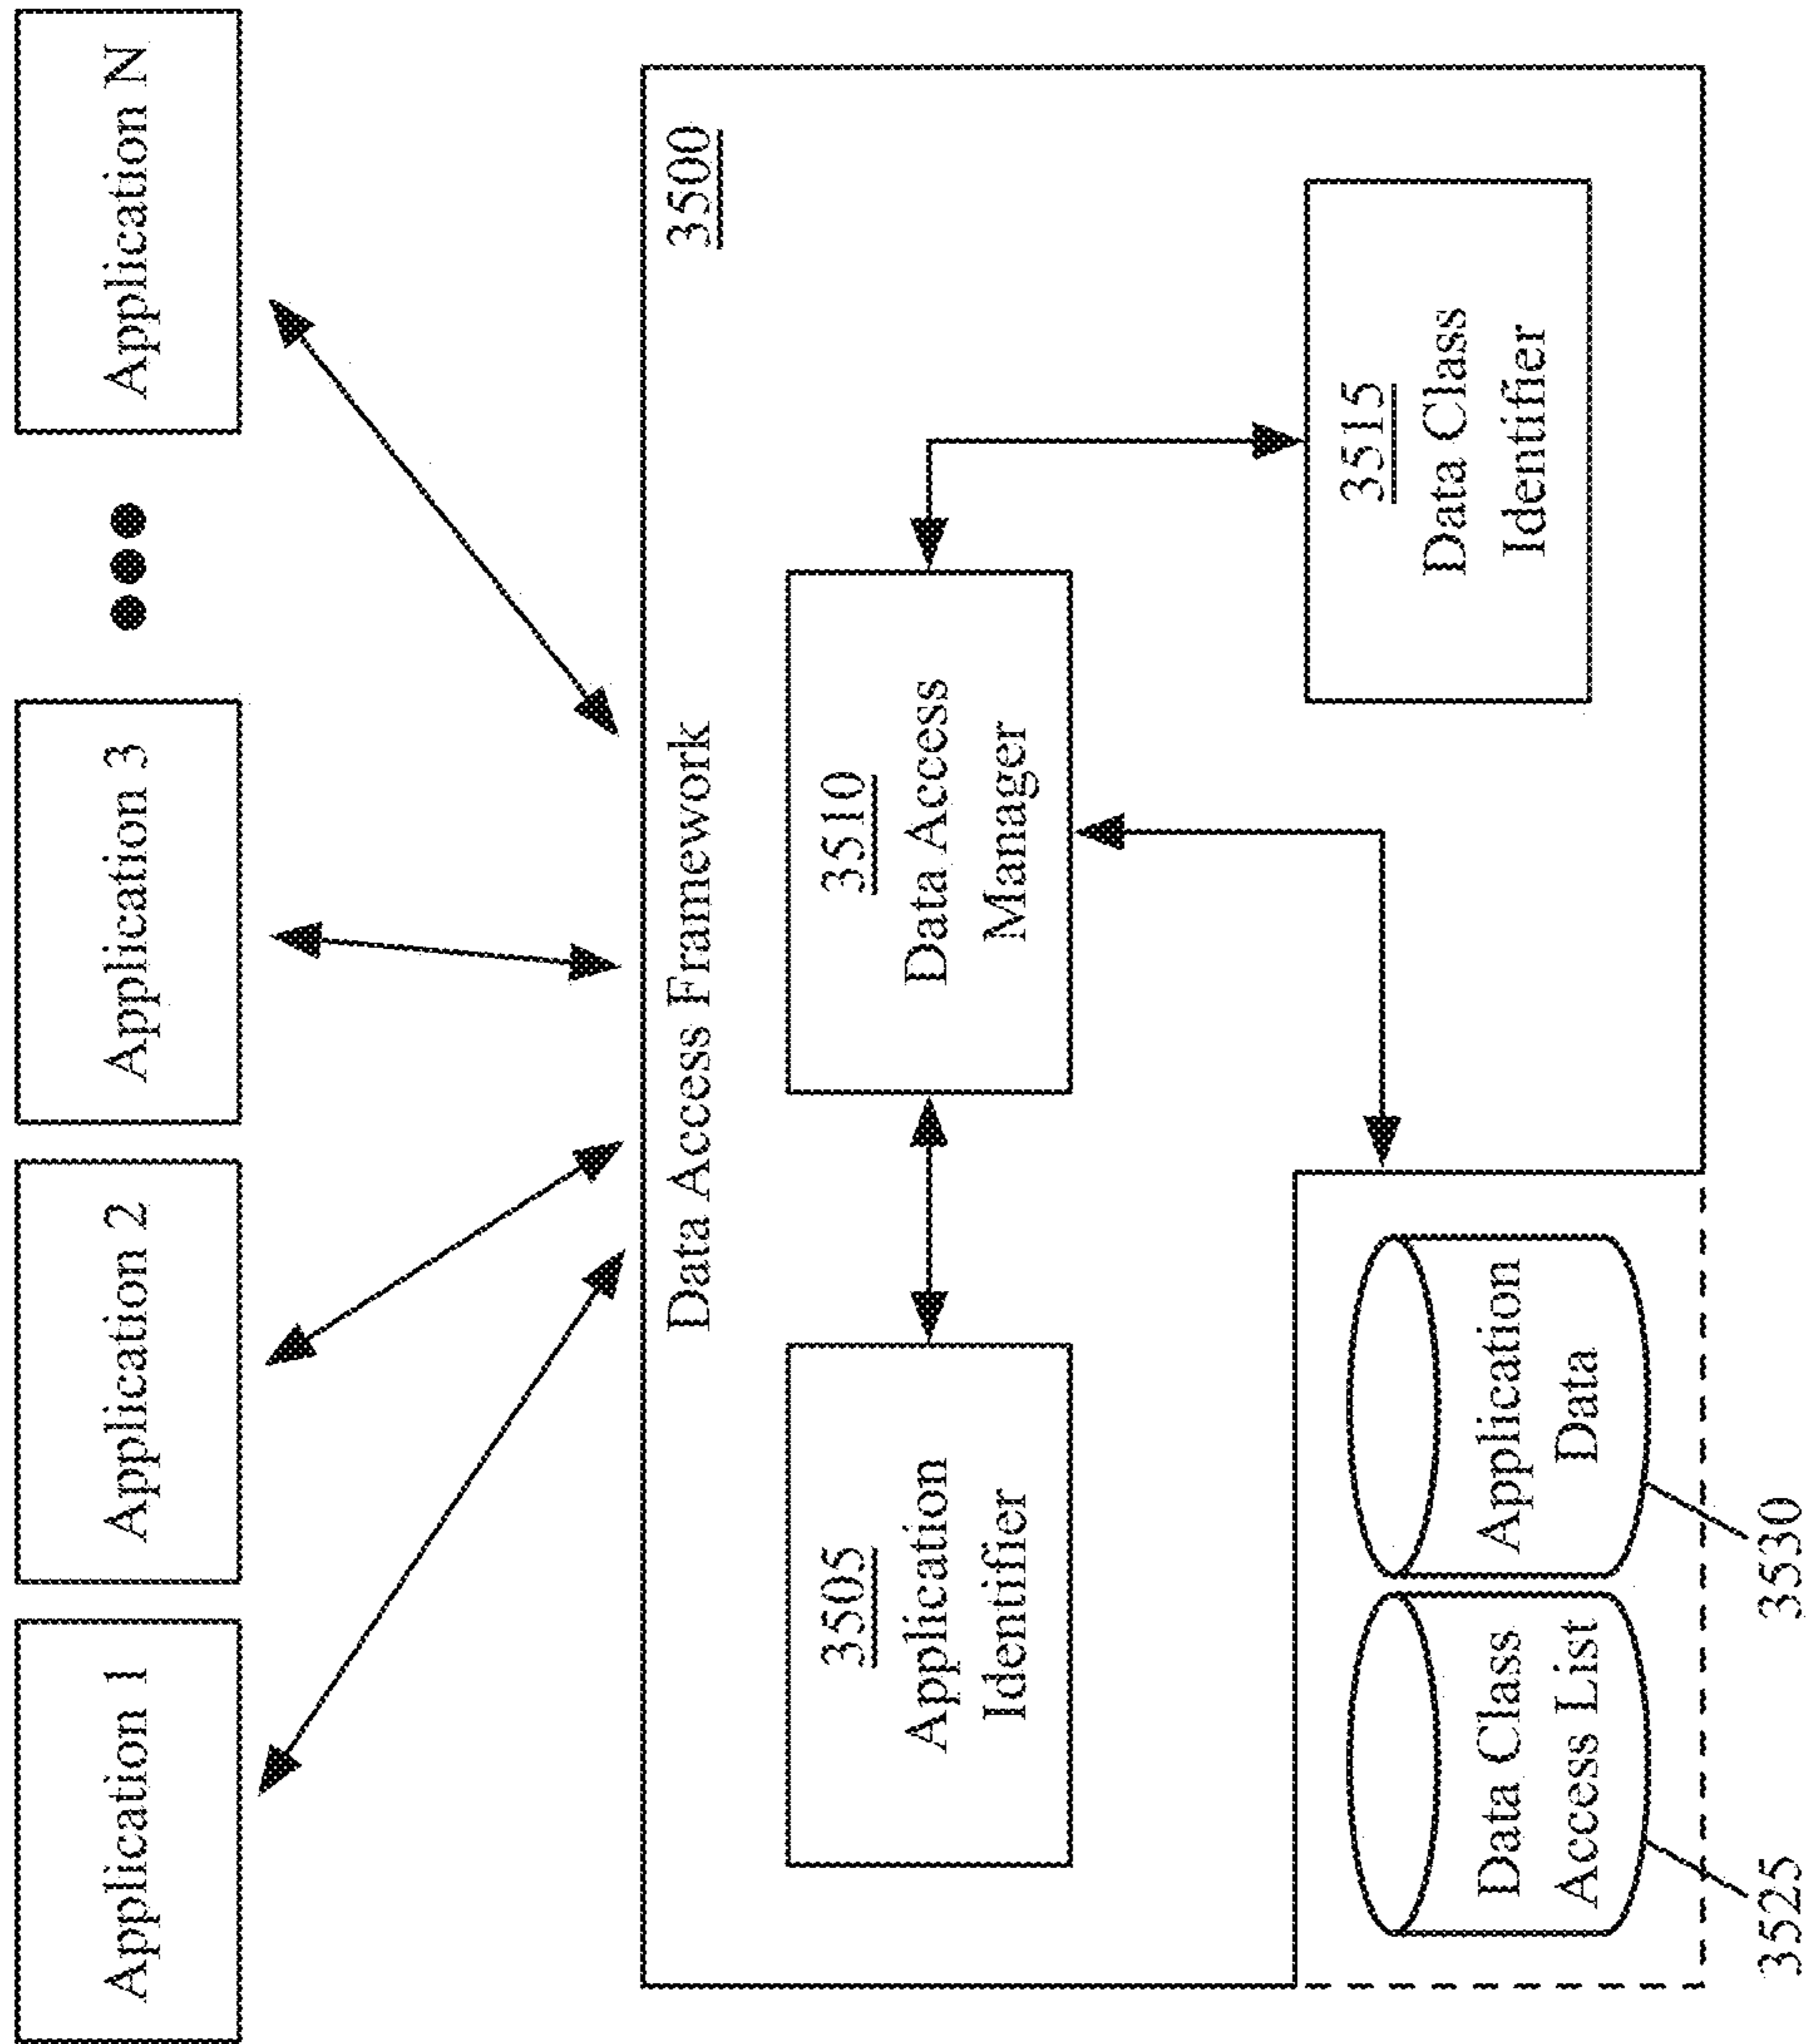 Application 1
Application 2
Application 3
Application N
Data Access Framework
3500
3505
Application
Identifier
3510
Data Access
Manager
3515
Data Class
Identifier
Data Class
Access List
Application
Data
3525
3530